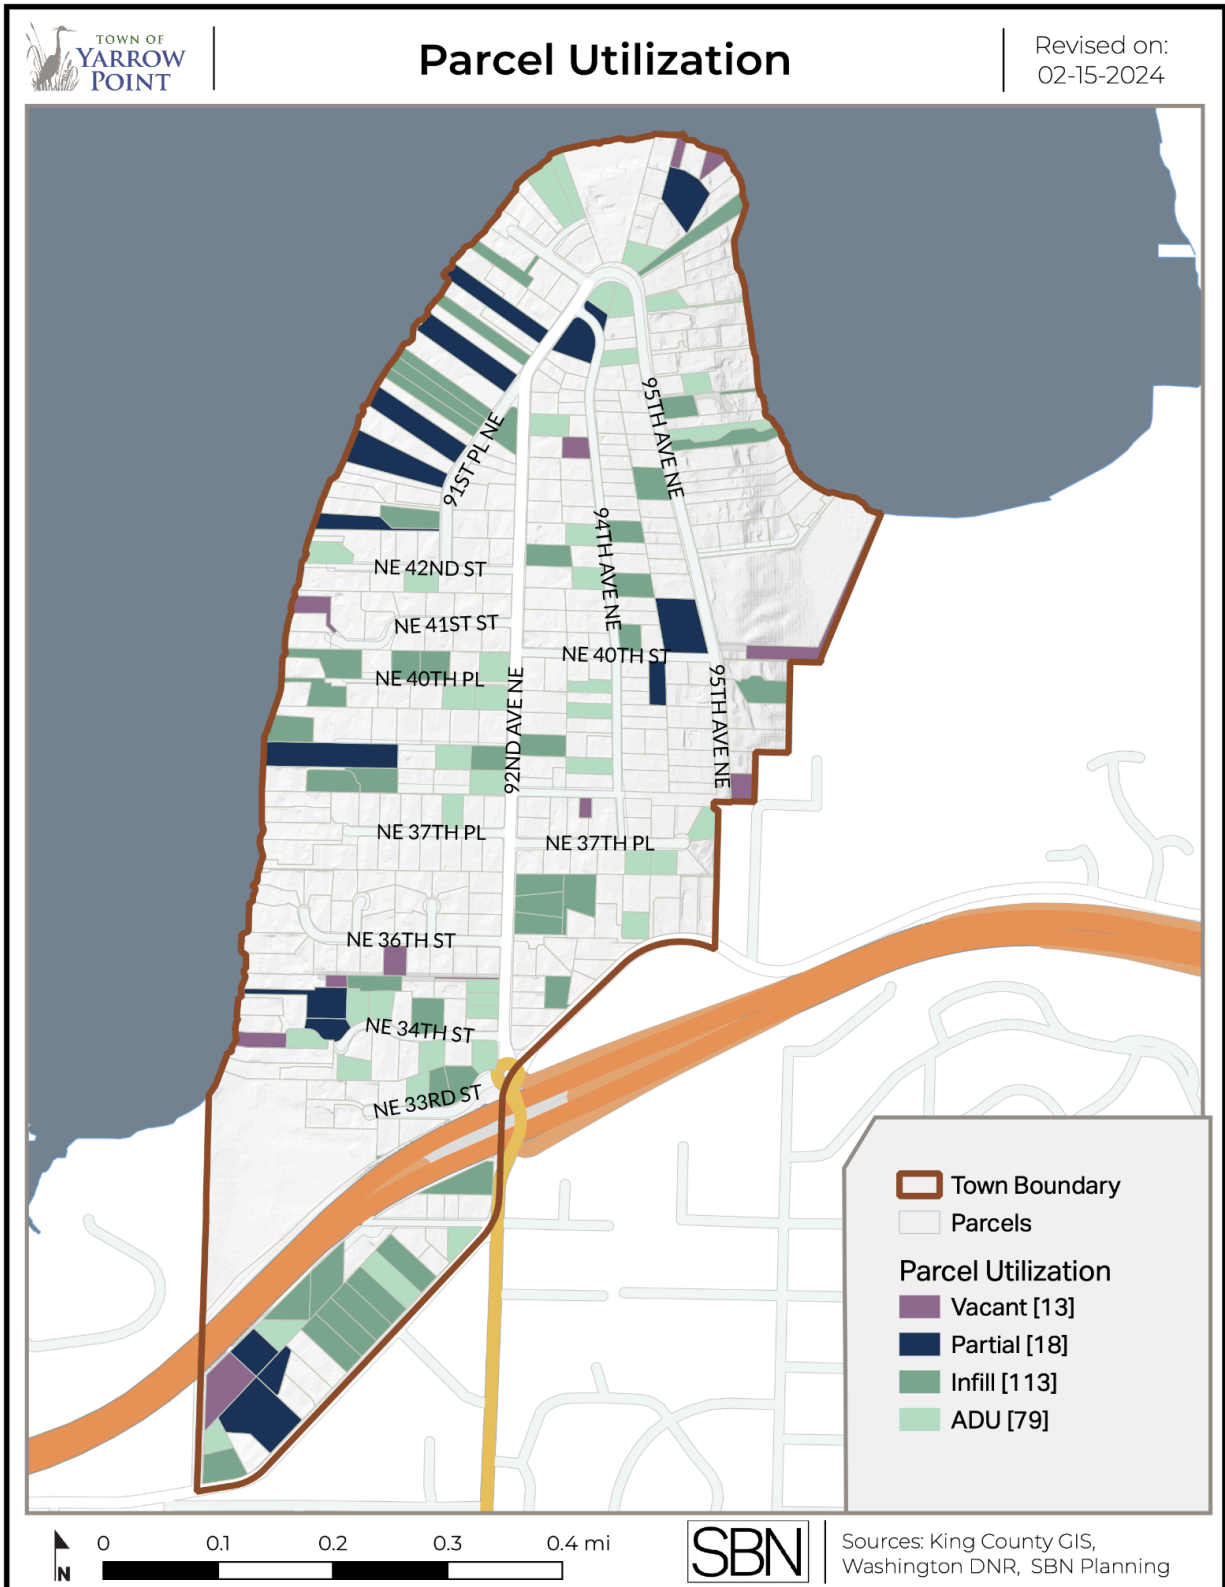 TOWN OF
YARROW
POINT
Parcel Utilization
Revised on:
02-15-2024
95TH AVE NE
91ST PL NE
94TH AVE NE
NE 42ND ST
NE 41ST ST
NE 40TH ST
NE 40TH PL
92ND AVE NE
95TH AVE NE
NE 37TH PL
NE 37TH PL
NE 36TH ST
NE 34TH ST
NE 33RD ST
Town Boundary
Parcels
Parcel Utilization
Vacant [13]
Partial [18]
Infill [113]
ADU [79]
N
0 0.1 0.2 0.3 0.4 mi
SBN
Sources: King County GIS,
Washington DNR, SBN Planning